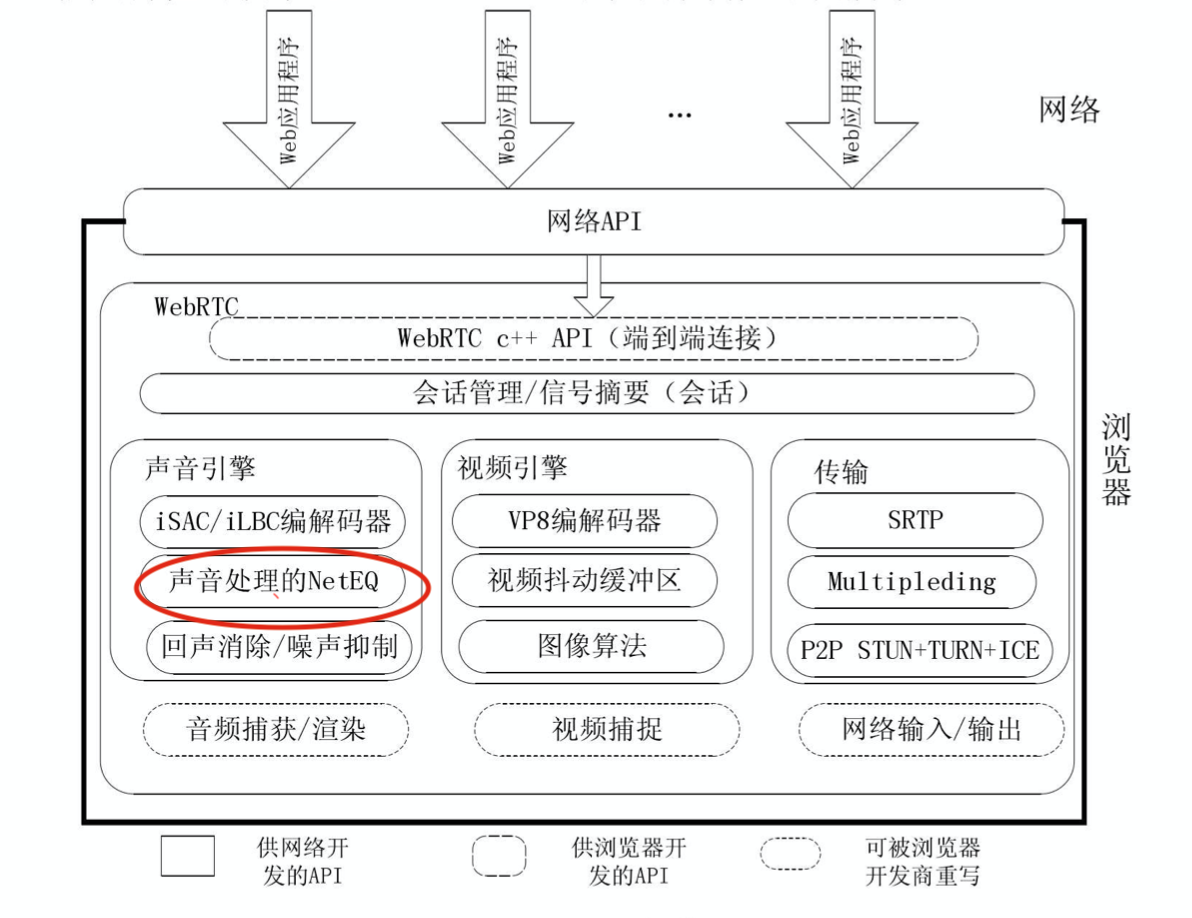 Web应用程序
Web应用程序
...
Web应用程序
网络
网络API
WebRTC
WebRTC c++ API（端到端连接）
会话管理/信号摘要（会话）
声音引擎
iSAC/iLBC编解码器
声音处理的NetEQ
回声消除/噪声抑制
视频引擎
VP8编解码器
视频抖动缓冲区
图像算法
传输
SRTP
Multipleding
P2P STUN+TURN+ICE
音频捕获/渲染
视频捕捉
网络输入/输出
浏览器
供网络开
发的API
供浏览器开
发的API
可被浏览器
开发商重写